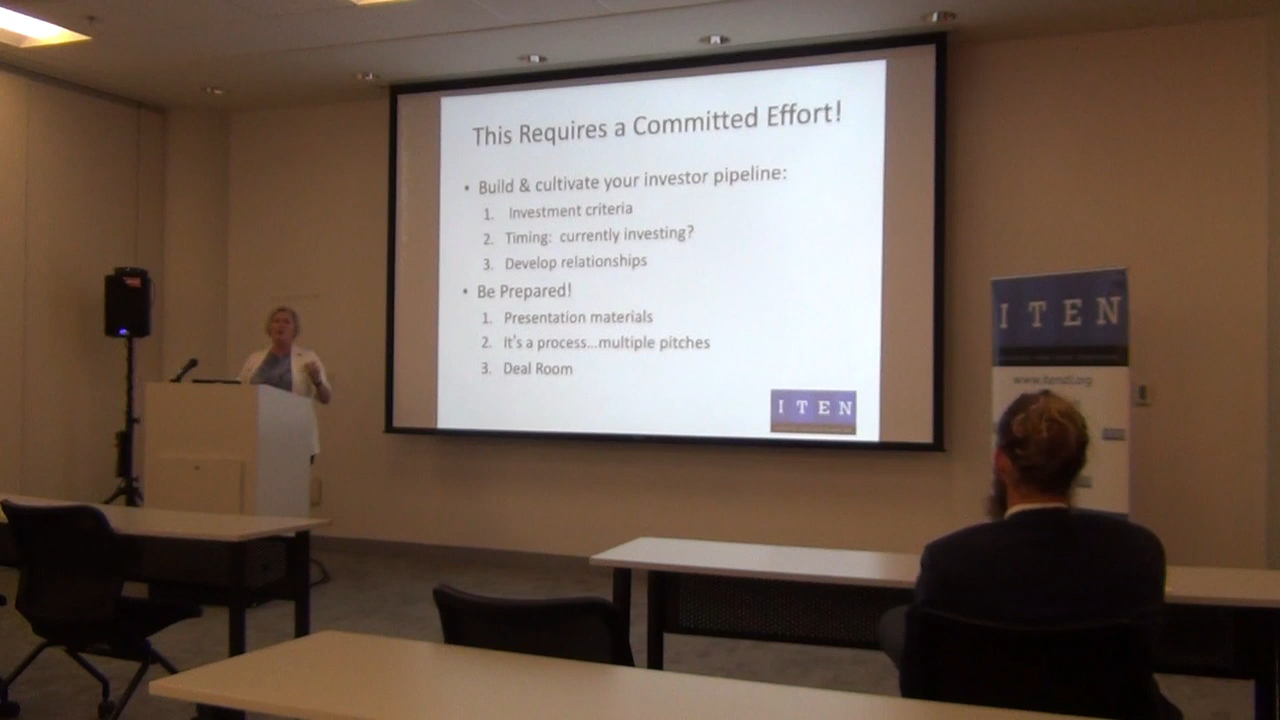 This Requires a Committed Effort!
• Build & cultivate your investor pipeline:
1. Investment criteria
2. Timing: currently investing?
3. Develop relationships
• Be Prepared!
1. Presentation materials
2. It's a process...multiple pitches
3. Deal Room
I T E N
I T E N
www.itenstl.org